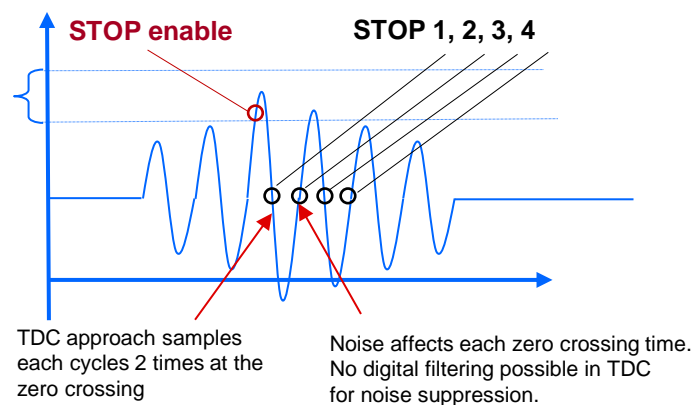 STOP enable
STOP 1, 2, 3, 4
TDC approach samples
each cycles 2 times at the
zero crossing
Noise affects each zero crossing time.
No digital filtering possible in TDC
for noise suppression.